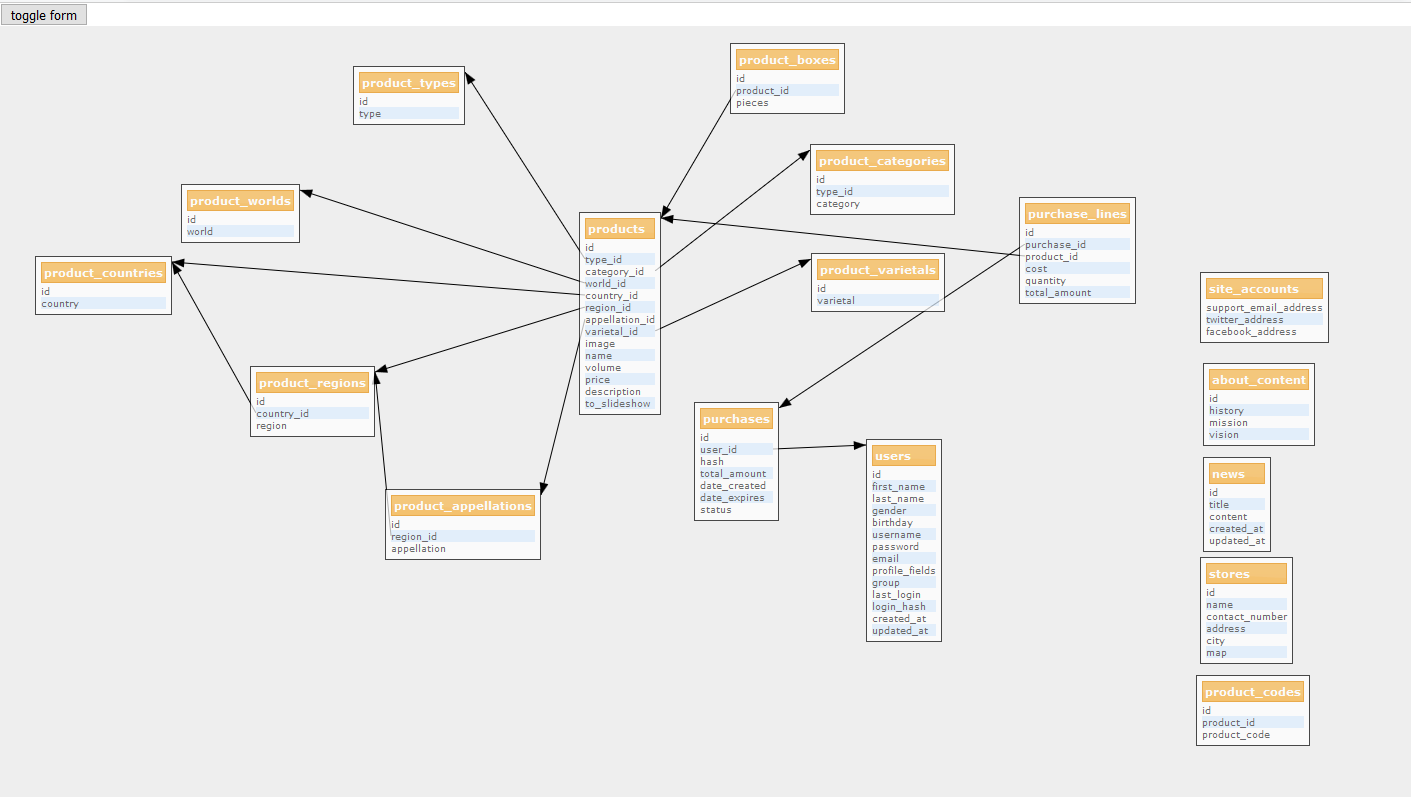 toggle form
product_boxes
id
product_id
pieces
product_types
id
type
product_categories
id
type_id
category
product_worlds
id
world
purchase_lines
id
purchase_id
product_id
cost
quantity
total_amount
products
id
type_id
category_id
world_id
country_id
region_id
appellation_id
varietal_id
image
name
volume
price
description
to_slideshow
product_varietals
id
varietal
product_countries
id
country
site_accounts
support_email_address
twitter_address
facebook_address
product_regions
id
country_id
region
about_content
id
history
mission
vision
purchases
id
user_id
hash
total_amount
date_created
date_expires
status
users
id
first_name
last_name
gender
birthday
username
password
email
profile_fields
group
last_login
login_hash
created_at
updated_at
news
id
title
content
created_at
updated_at
product_appellations
id
region_id
appellation
stores
id
name
contact_number
address
city
map
product_codes
id
product_id
product_code